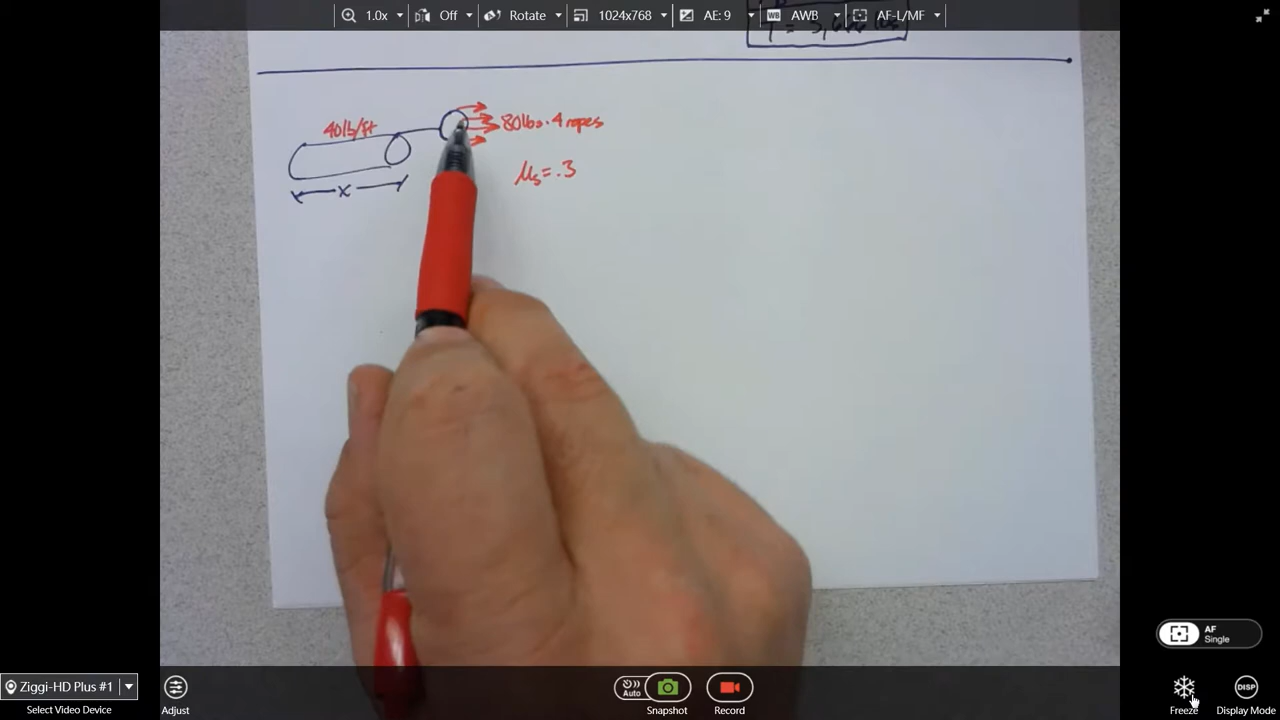 1.0x
Off
Rotate
1024x768
AE: 9
WB AWB
AF-L/MF
40lb/ft
80lbs·4 ropes
μs=.3
x
AF
Single
Ziggi-HD Plus #1
Select Video Device
Adjust
Auto
Snapshot
Record
Freeze
DISP
Display Mode